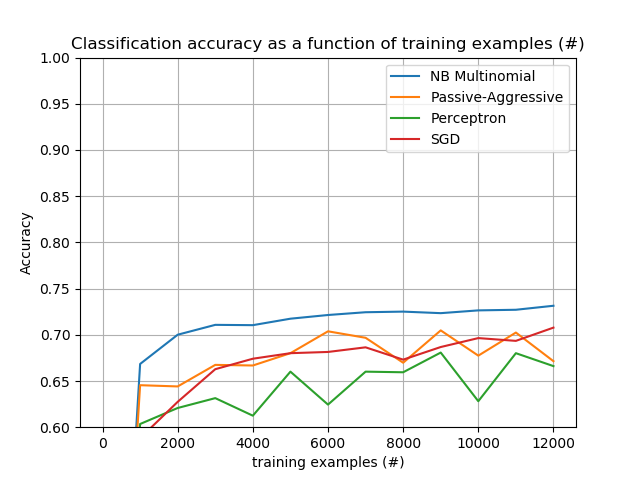 Classification accuracy as a function of training examples (#)
1.00
0.95
0.90
0.85
0.80
0.75
0.70
0.65
0.60
Accuracy
NB Multinomial
Passive-Aggressive
Perceptron
SGD
0 2000 4000 6000 8000 10000 12000
training examples (#)